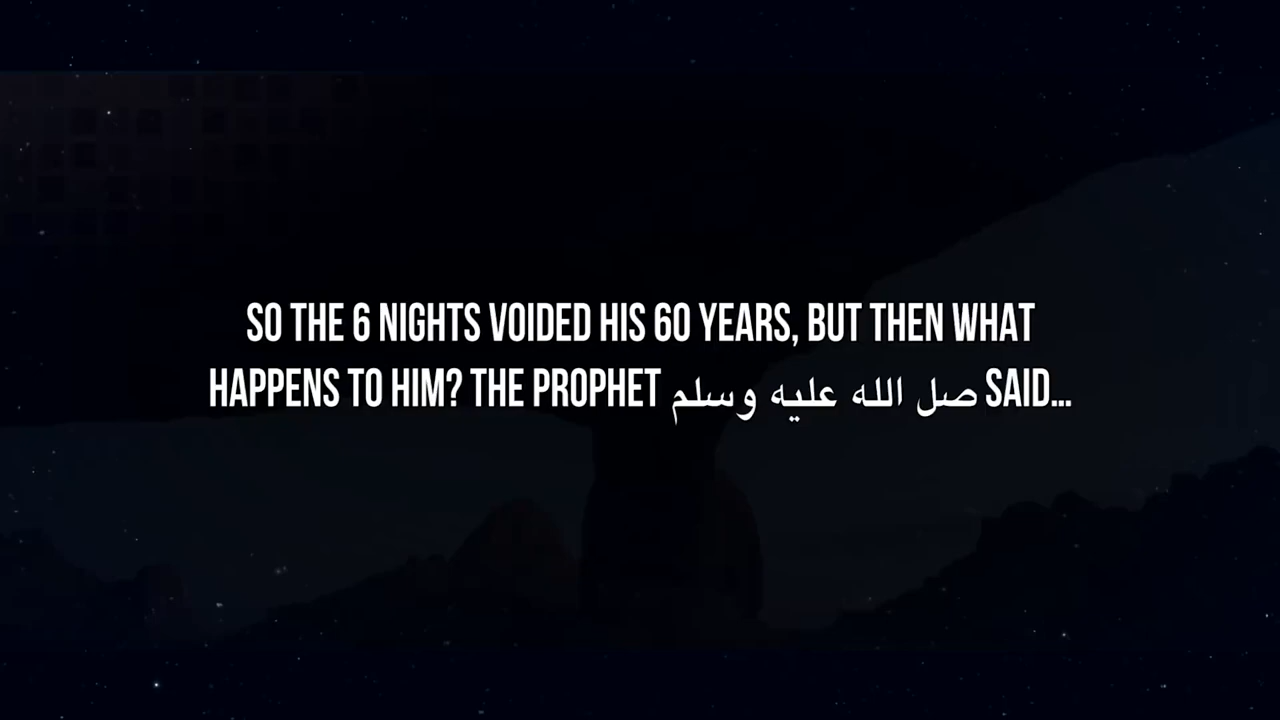 SO THE 6 NIGHTS VOIDED HIS 60 YEARS, BUT THEN WHAT
HAPPENS TO HIM? THE PROPHET صل الله عليه وسلم SAID...